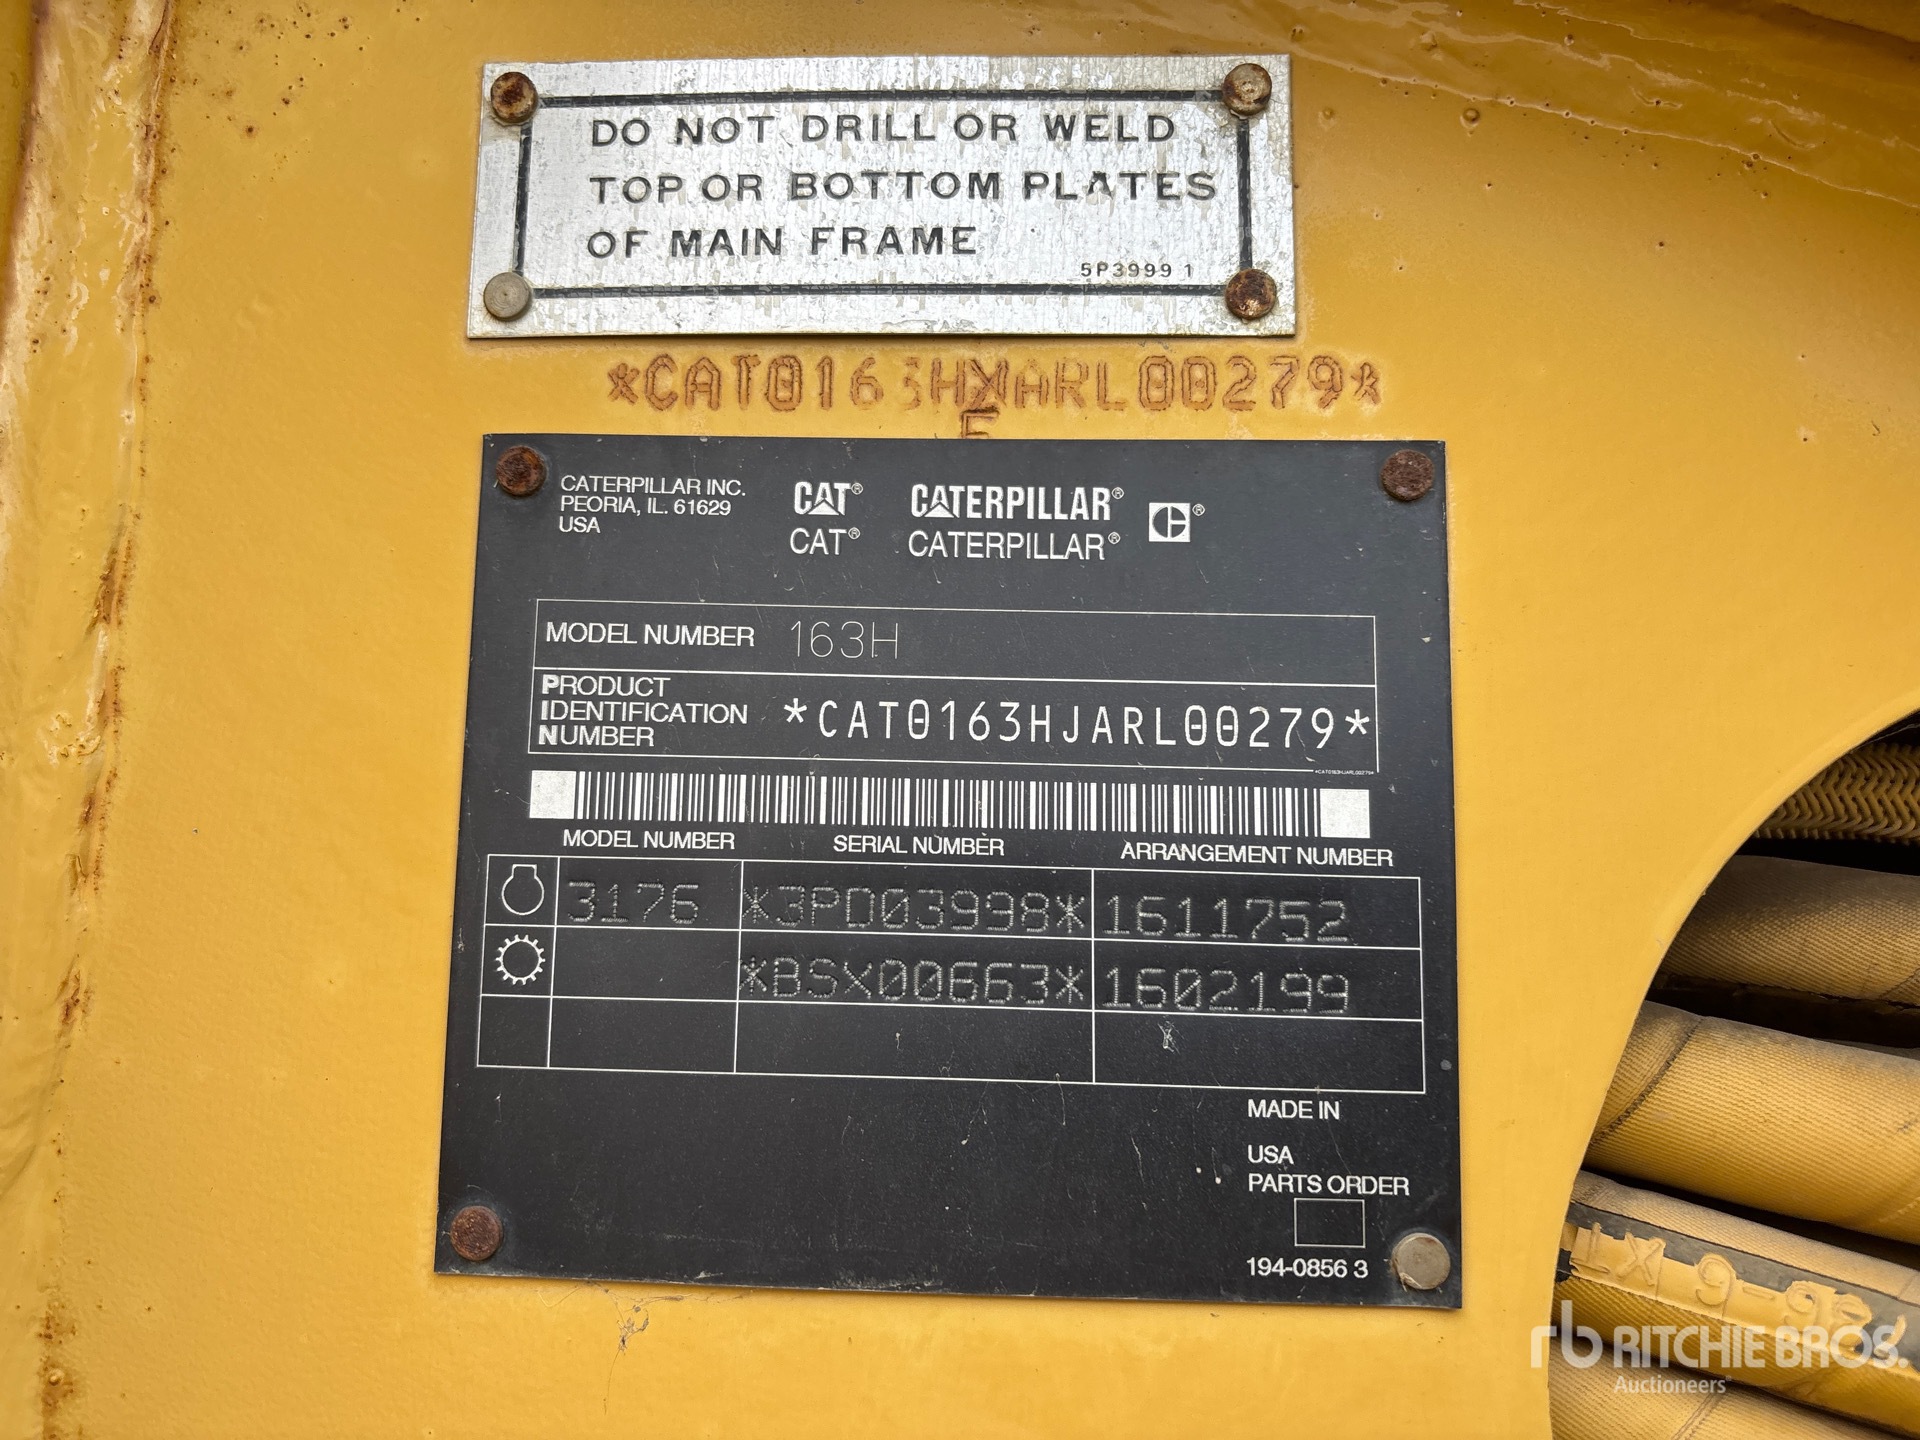 DO NOT DRILL OR WELD
TOP OR BOTTOM PLATES
OF MAIN FRAME
5P3999 1
CATERPILLAR INC.
PEORIA, IL. 61629
USA
CAT® CATERPILLAR® ®
CAT® CATERPILLAR®
MODEL NUMBER 163H
PRODUCT
IDENTIFICATION
NUMBER
*CAT0163HJARL00279*
*CAT0163HJARL00279*
MODEL NUMBER SERIAL NUMBER ARRANGEMENT NUMBER
3176 *3PD03998* 1611752
*BSX00663* 1602199
MADE IN
USA
PARTS ORDER
194-0856 3
rb RITCHIE BROS.
Auctioneers